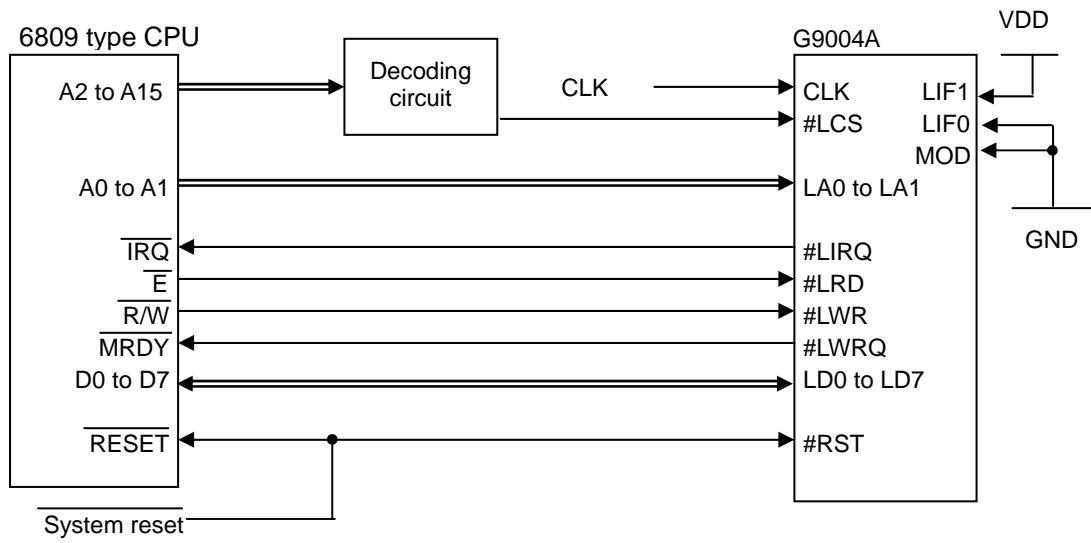 VDD
6809 type CPU
G9004A
A2 to A15
Decoding
circuit
CLK
CLK
LIF1
#LCS
LIF0
MOD
A0 to A1
LA0 to LA1
GND
IRQ
#LIRQ
E
#LRD
R/W
#LWR
MRDY
#LWRQ
D0 to D7
LD0 to LD7
RESET
#RST
System reset